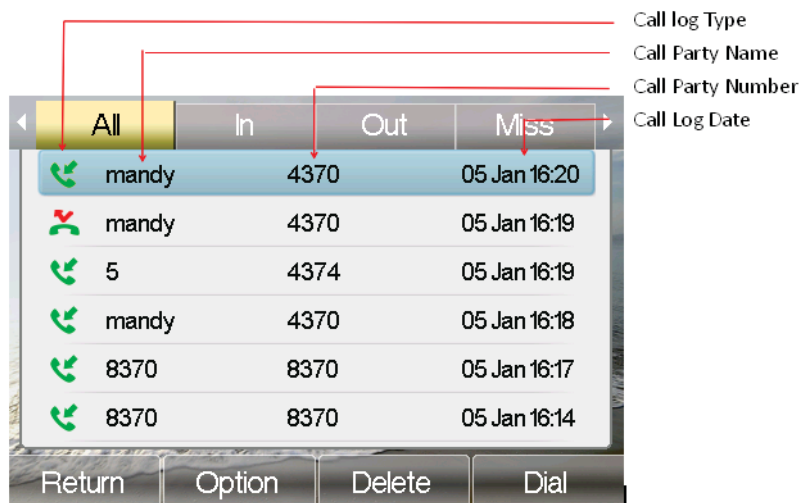 Call log Type
Call Party Name
Call Party Number
Call Log Date
All In Out Miss
mandy 4370 05 Jan 16:20
mandy 4370 05 Jan 16:19
5 4374 05 Jan 16:19
mandy 4370 05 Jan 16:18
8370 8370 05 Jan 16:17
8370 8370 05 Jan 16:14
Return Option Delete Dial